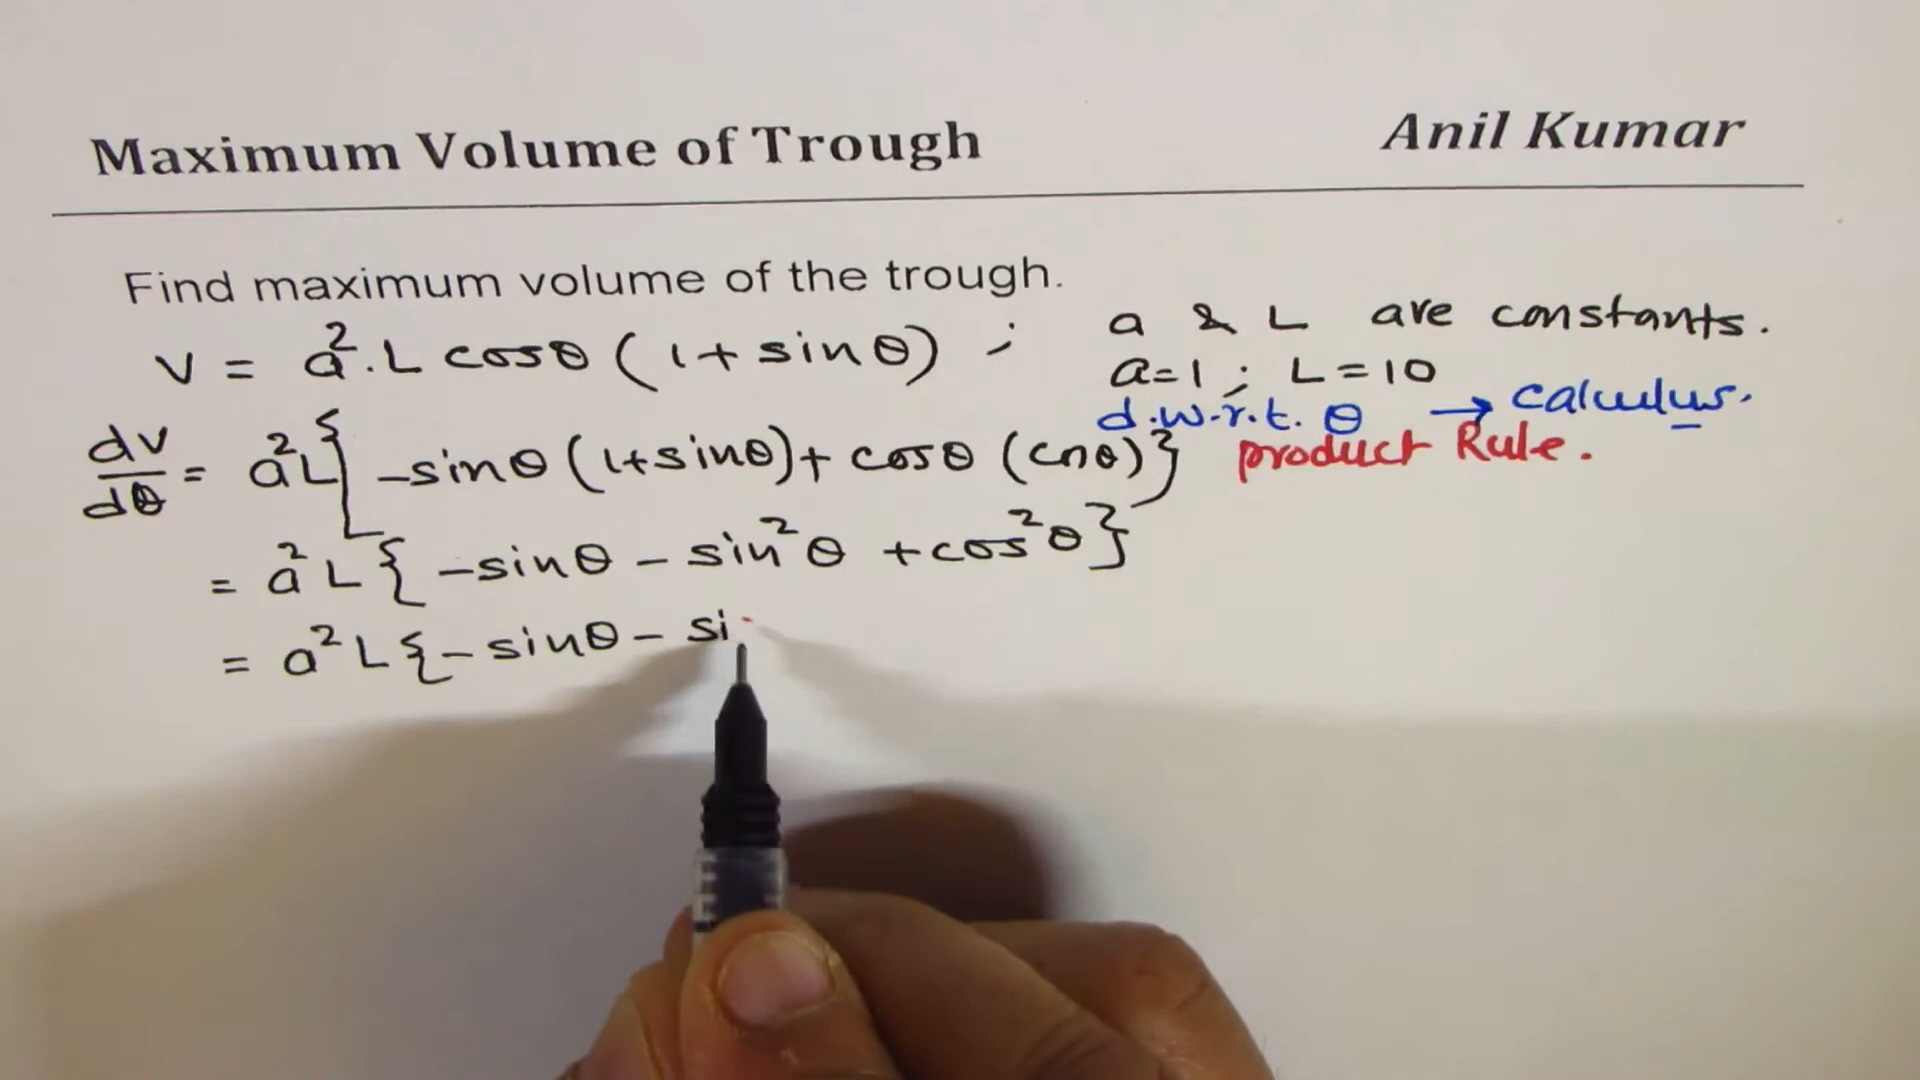 Maximum Volume of Trough Anil Kumar
Find maximum volume of the trough.
V = a².L cosθ (1 + sinθ) ; a & L are constants.
a=1 ; L = 10
d.w.r.t. θ → calculus.
dv/dθ = a²L{ -sinθ (1+sinθ) + cosθ (cosθ)} product Rule.
= a²L { -sinθ - sin²θ + cos²θ }
= a²L { - sinθ - si